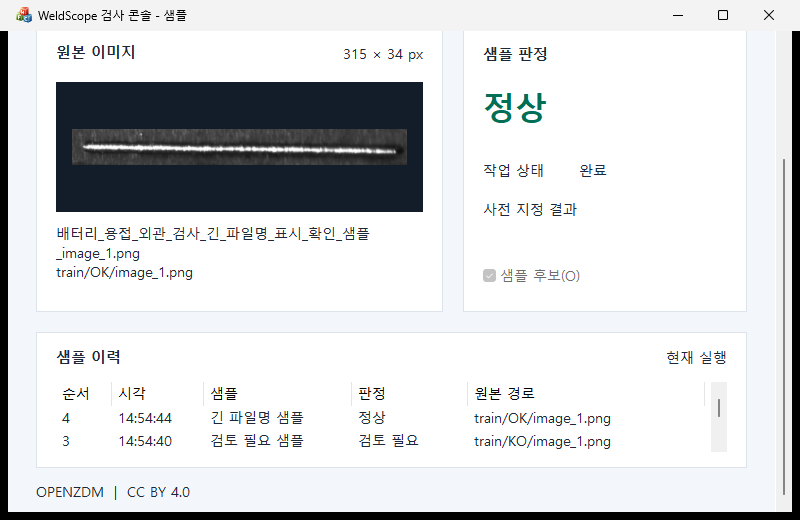 WeldScope 검사 콘솔 - 샘플
원본 이미지
315 × 34 px
배터리_용접_외관_검사_긴_파일명_표시_확인_샘플
_image_1.png
train/OK/image_1.png
샘플 판정
정상
작업 상태 완료
사전 지정 결과
샘플 후보(O)
샘플 이력
현재 실행
순서 시각 샘플 판정 원본 경로
4 14:54:44 긴 파일명 샘플 정상 train/OK/image_1.png
3 14:54:40 검토 필요 샘플 검토 필요 train/KO/image_1.png
OPENZDM | CC BY 4.0